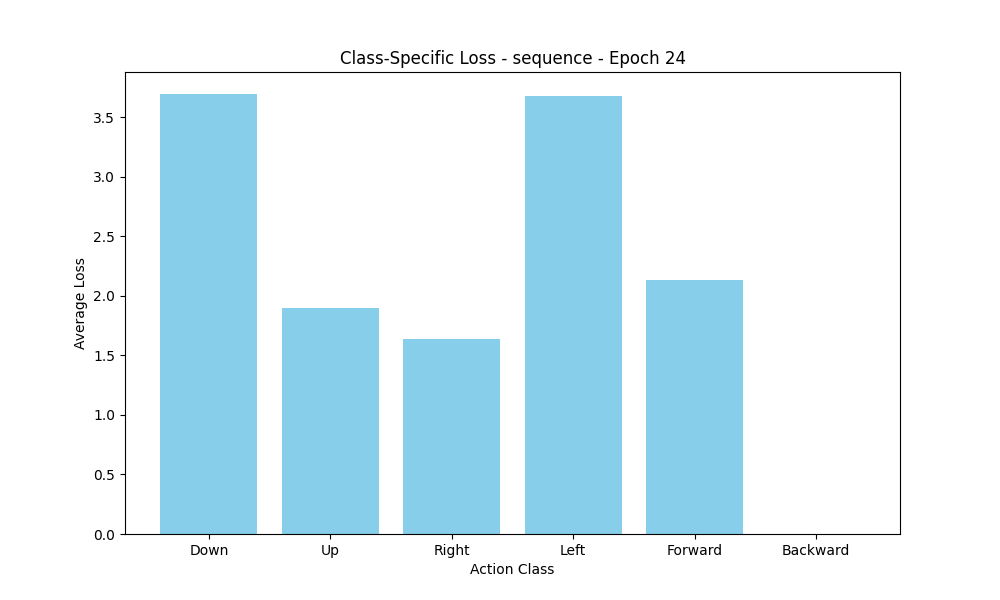 Class-Specific Loss - sequence - Epoch 24
Average Loss
3.5
3.0
2.5
2.0
1.5
1.0
0.5
0.0
Down Up Right Left Forward Backward
Action Class